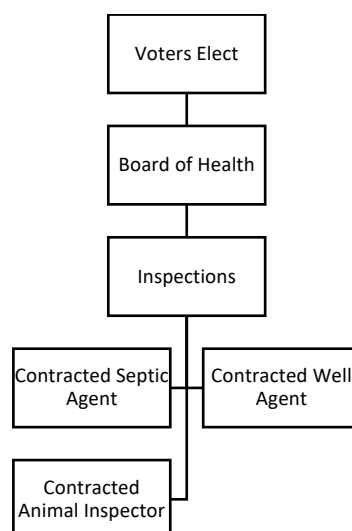 Voters Elect
Board of Health
Inspections
Contracted Septic
Agent
Contracted Well
Agent
Contracted
Animal Inspector